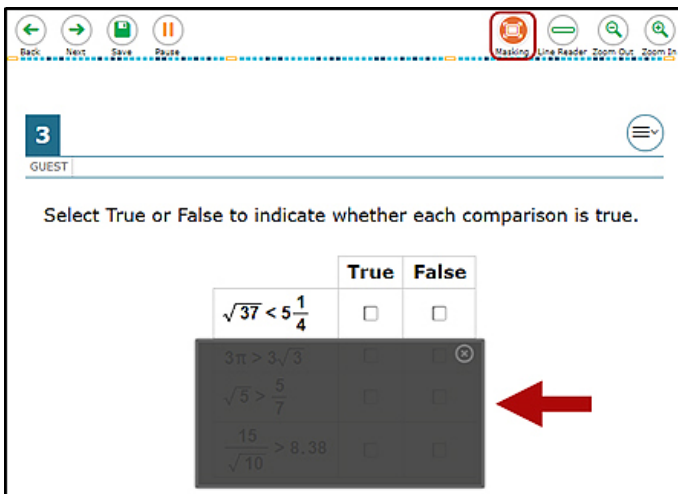 Back Next Save Pause Masking Line Reader Zoom Out Zoom In
3
GUEST
Select True or False to indicate whether each comparison is true.
True False
√37 < 5 1/4
3π > 3√3
√5 > 5/7
15/√10 > 8.38